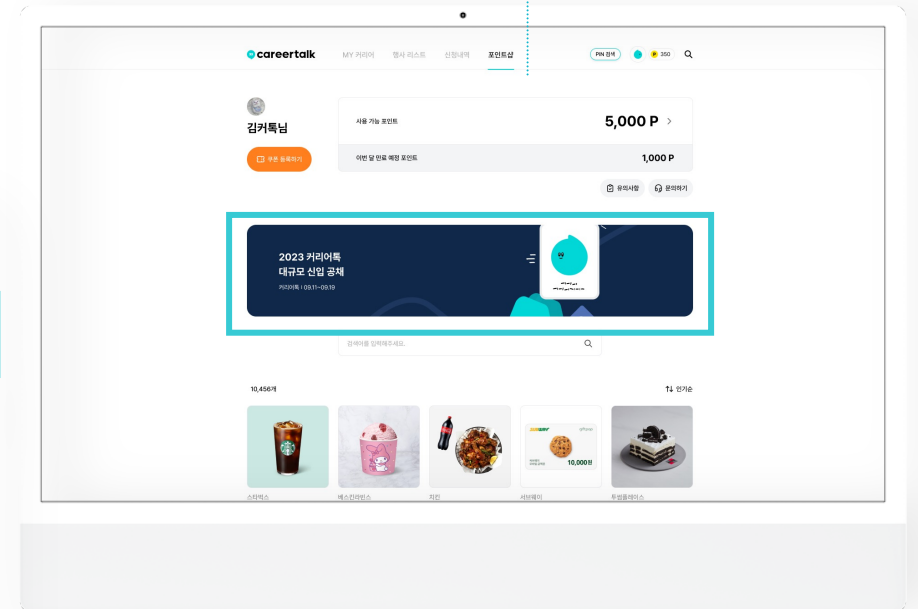 careertalk
MY 커리어 행사 리스트 신청내역 포인트샵
PIN 검색
P 350
김커톡님
쿠폰 등록하기
사용 가능 포인트
5,000 P
이번 달 만료 예정 포인트
1,000 P
유의사항
문의하기
2023 커리어톡
대규모 신입 공채
커리어톡 | 09.11~09.19
검색어를 입력해주세요.
10,456개
인기순
SUBWAY
10,000원
스타벅스
베스킨라빈스
치킨
서브웨이
투썸플레이스